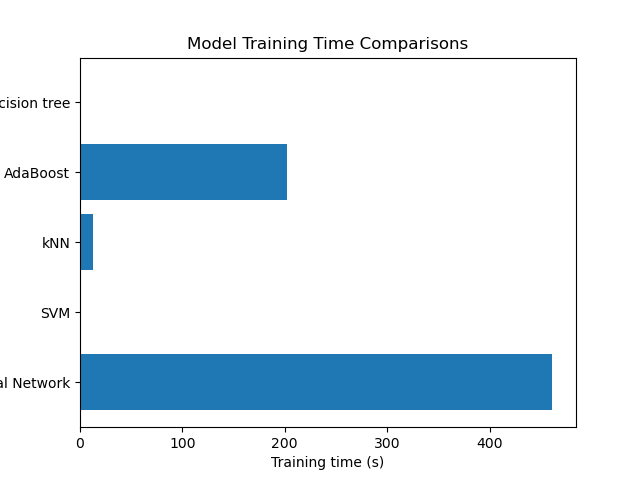 Model Training Time Comparisons
cision tree
AdaBoost
kNN
SVM
al Network
0 100 200 300 400
Training time (s)